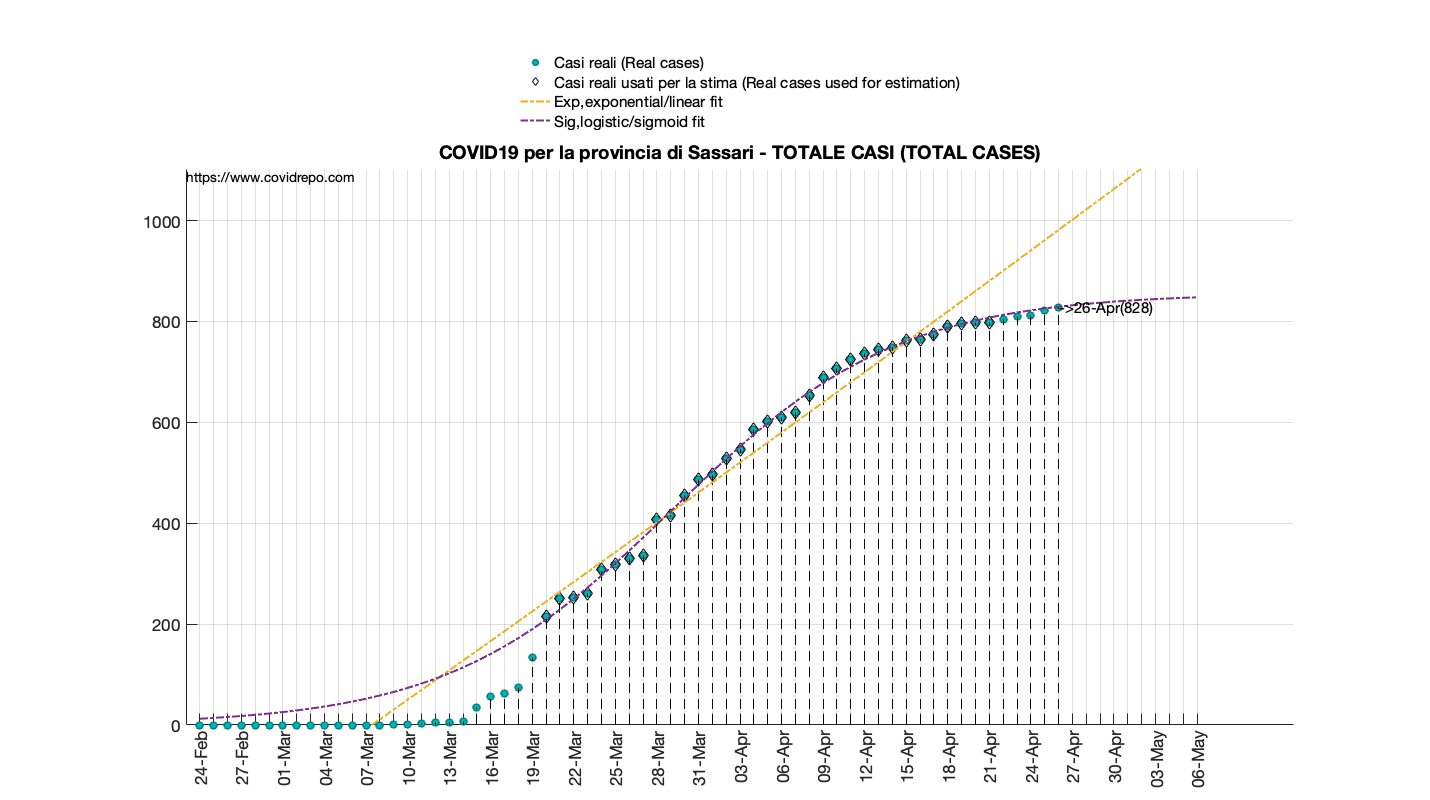 Casi reali (Real cases)
Casi reali usati per la stima (Real cases used for estimation)
Exp,exponential/linear fit
Sig,logistic/sigmoid fit
COVID19 per la provincia di Sassari - TOTALE CASI (TOTAL CASES)
https://www.covidrepo.com
1000
800
600
400
200
0
->26-Apr(828)
24-Feb
27-Feb
01-Mar
04-Mar
07-Mar
10-Mar
13-Mar
16-Mar
19-Mar
22-Mar
25-Mar
28-Mar
31-Mar
03-Apr
06-Apr
09-Apr
12-Apr
15-Apr
18-Apr
21-Apr
24-Apr
27-Apr
30-Apr
03-May
06-May